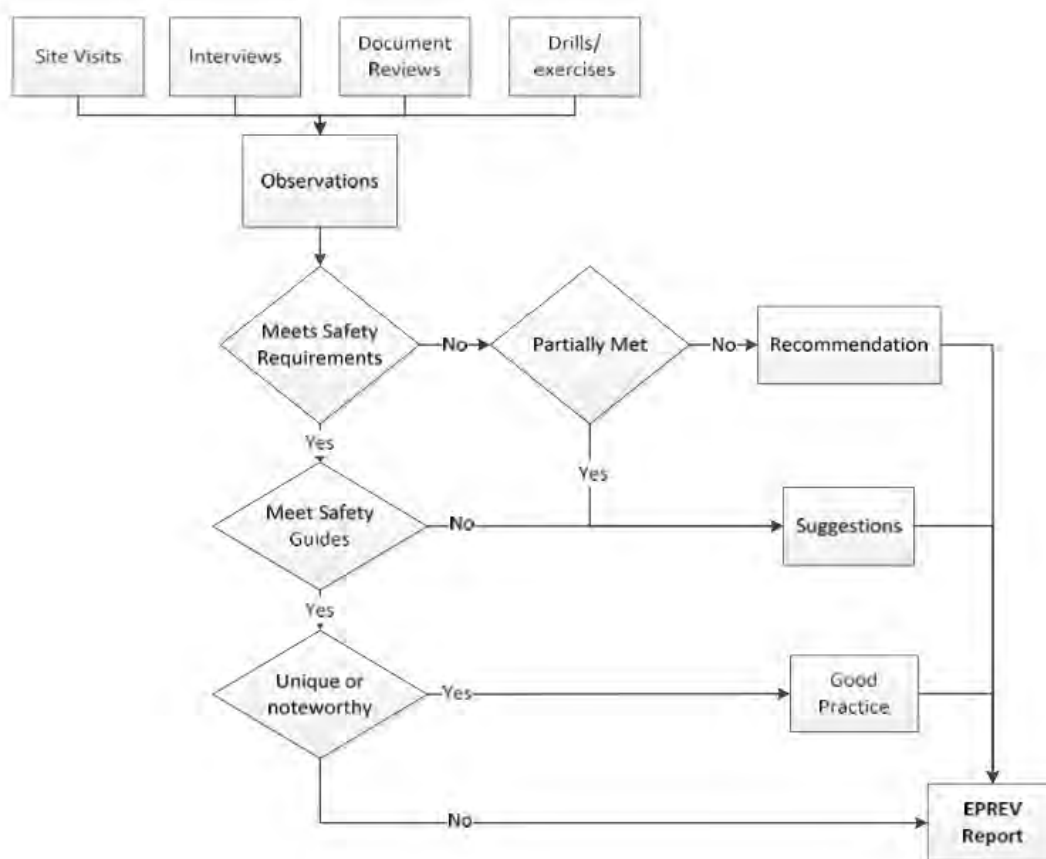 Site Visits
Interviews
Document
Reviews
Drills/
exercises
Observations
Meets Safety
Requirements
No
Partially Met
No
Recommendation
Yes
Yes
Meet Safety
Guides
No
Suggestions
Yes
Unique or
noteworthy
Yes
Good
Practice
No
EPREV
Report